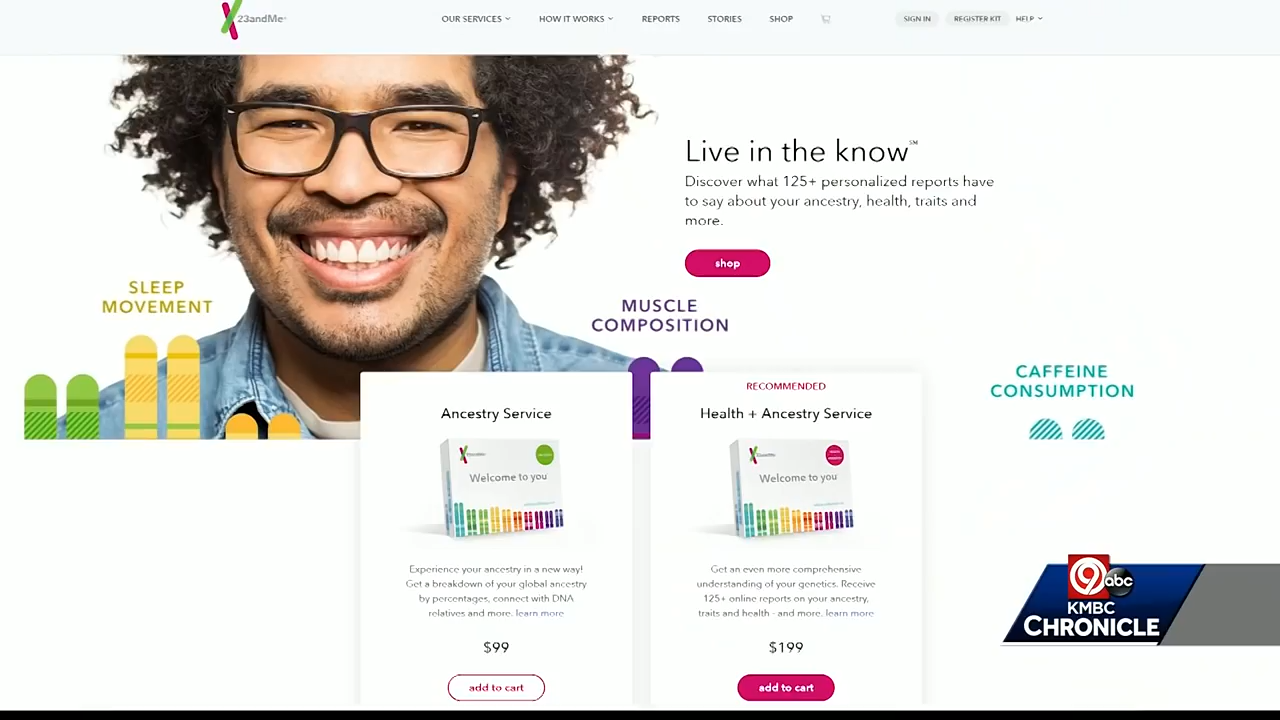 23andMe
OUR SERVICES
HOW IT WORKS
REPORTS
STORIES
SHOP
SIGN IN
REGISTER KIT
HELP
Live in the know℠
Discover what 125+ personalized reports have
to say about your ancestry, health, traits and
more.
shop
SLEEP
MOVEMENT
MUSCLE
COMPOSITION
CAFFEINE
CONSUMPTION
Ancestry Service
Welcome to you
Experience your ancestry in a new way!
Get a breakdown of your global ancestry
by percentages, connect with DNA
relatives and more. learn more
$99
add to cart
RECOMMENDED
Health + Ancestry Service
Welcome to you
Get an even more comprehensive
understanding of your genetics. Receive
125+ online reports on your ancestry,
traits and health - and more. learn more
$199
add to cart
9 abc
KMBC
CHRONICLE